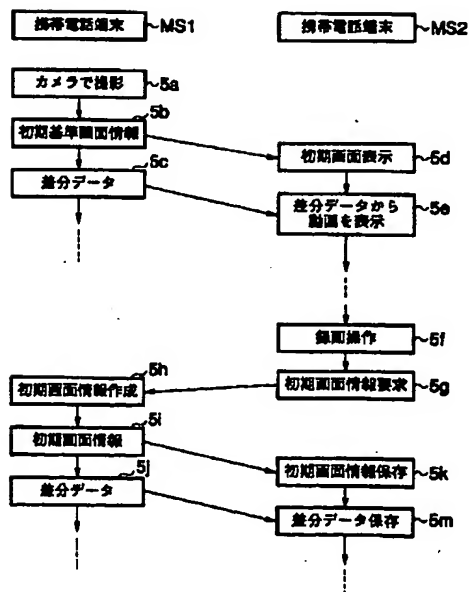 携帯電話端末 MS1
携帯電話端末 MS2
カメラで撮影 5a
初期基準画面情報 5b
差分データ 5c
初期画面表示 5d
差分データから
動画を表示 5e
録画操作 5f
初期画面情報要求 5g
初期画面情報作成 5h
初期画面情報 5i
差分データ 5j
初期画面情報保存 5k
差分データ保存 5m